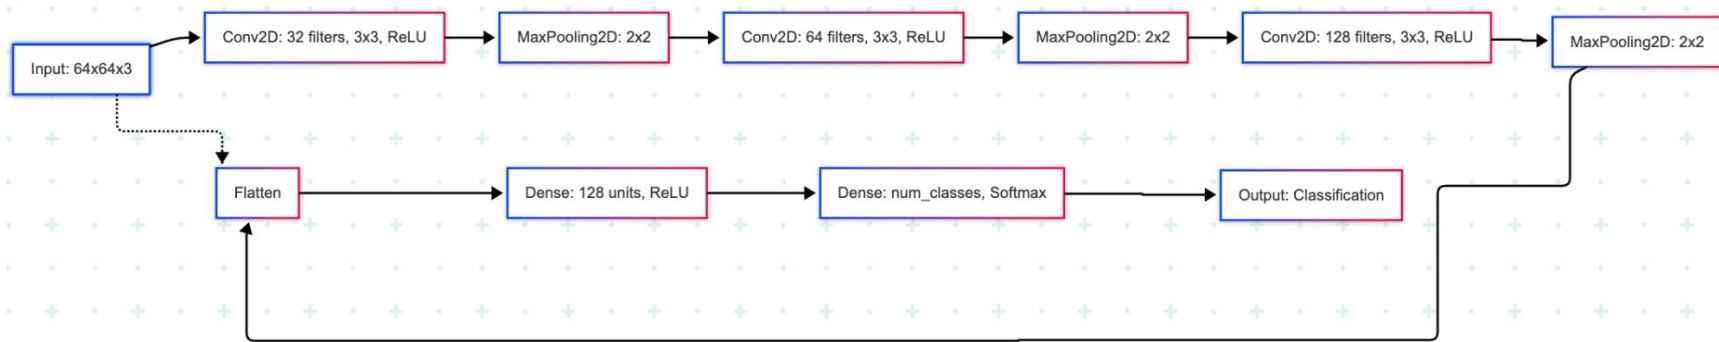 Input: 64x64x3
Conv2D: 32 filters, 3x3, ReLU
MaxPooling2D: 2x2
Conv2D: 64 filters, 3x3, ReLU
MaxPooling2D: 2x2
Conv2D: 128 filters, 3x3, ReLU
MaxPooling2D: 2x2
Flatten
Dense: 128 units, ReLU
Dense: num_classes, Softmax
Output: Classification